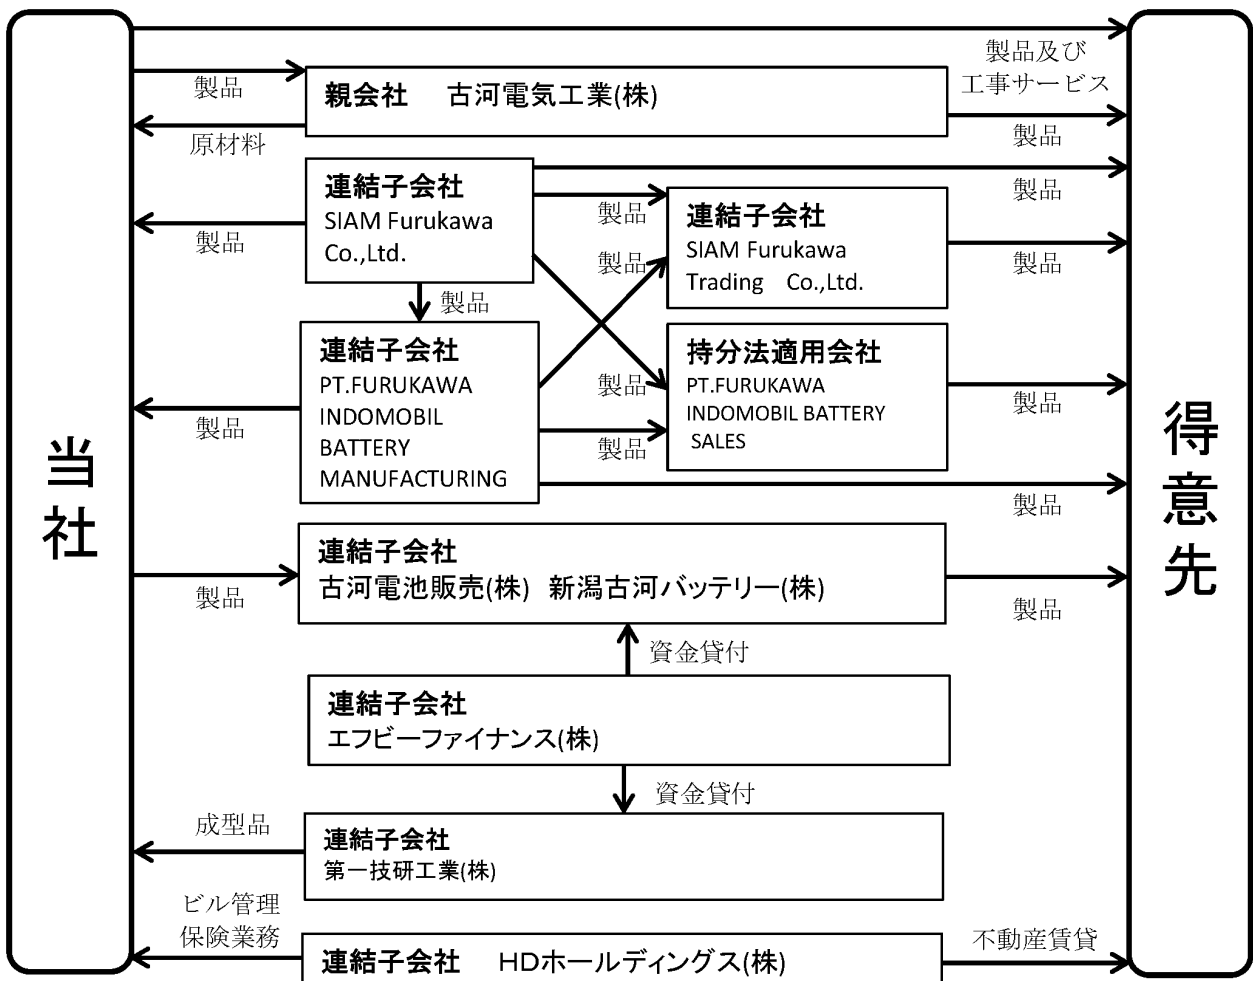 当社
得意先
製品及び
工事サービス
製品
親会社　古河電気工業(株)
原材料
製品
連結子会社
SIAM Furukawa
Co.,Ltd.
製品
製品
製品
連結子会社
SIAM Furukawa
Trading　Co.,Ltd.
製品
製品
製品
連結子会社
PT.FURUKAWA
INDOMOBIL
BATTERY
MANUFACTURING
製品
持分法適用会社
PT.FURUKAWA
INDOMOBIL BATTERY
SALES
製品
製品
製品
製品
連結子会社
古河電池販売(株)　新潟古河バッテリー(株)
製品
製品
資金貸付
連結子会社
エフビーファイナンス(株)
資金貸付
成型品
連結子会社
第一技研工業(株)
ビル管理
保険業務
連結子会社　HDホールディングス(株)
不動産賃貸